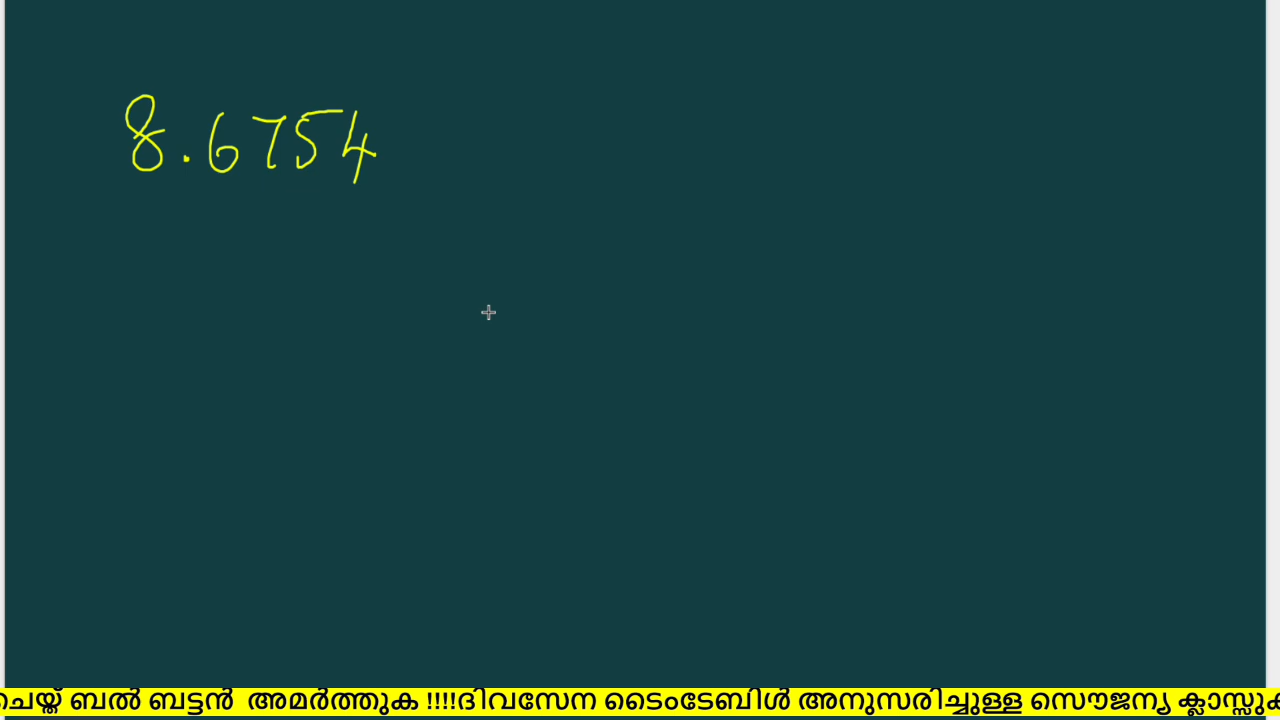 8.6754
ചെയ്ത് ബൽ ബട്ടൻ അമർത്തുക !!!!ദിവസേന ടൈംടേബിൾ അനുസരിച്ചുള്ള സൌജന്യ